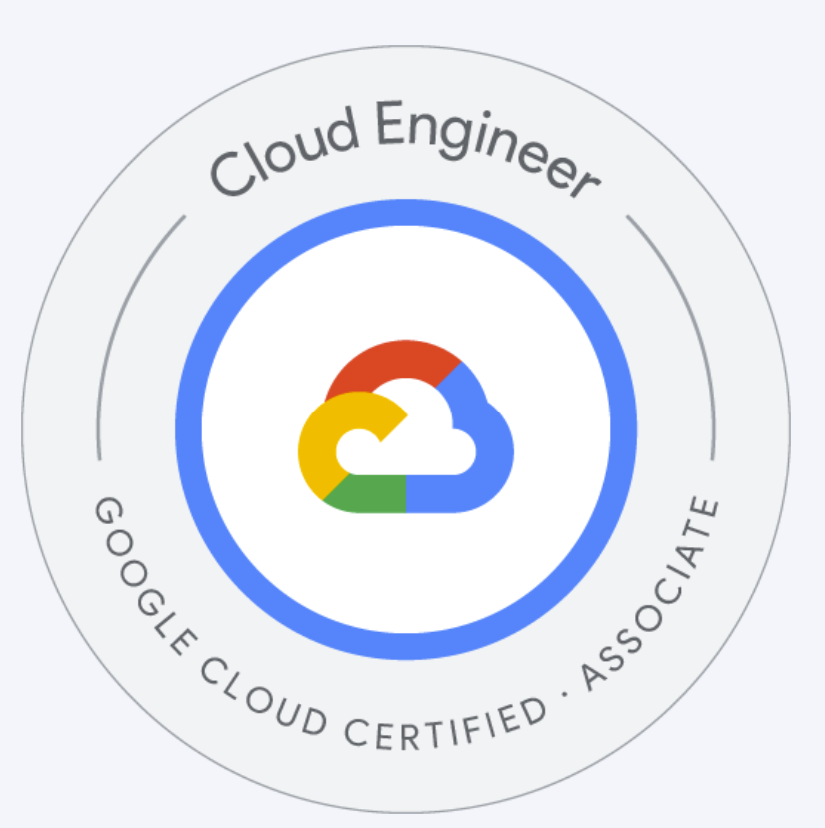 Cloud Engineer
GOOGLE CLOUD CERTIFIED · ASSOCIATE